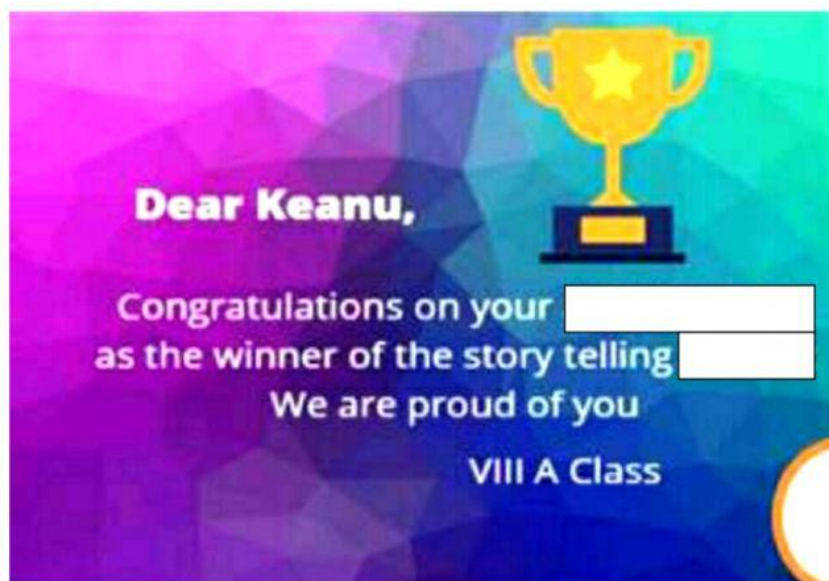 Dear Keanu,
Congratulations on your
as the winner of the story telling
We are proud of you
VIII A Class